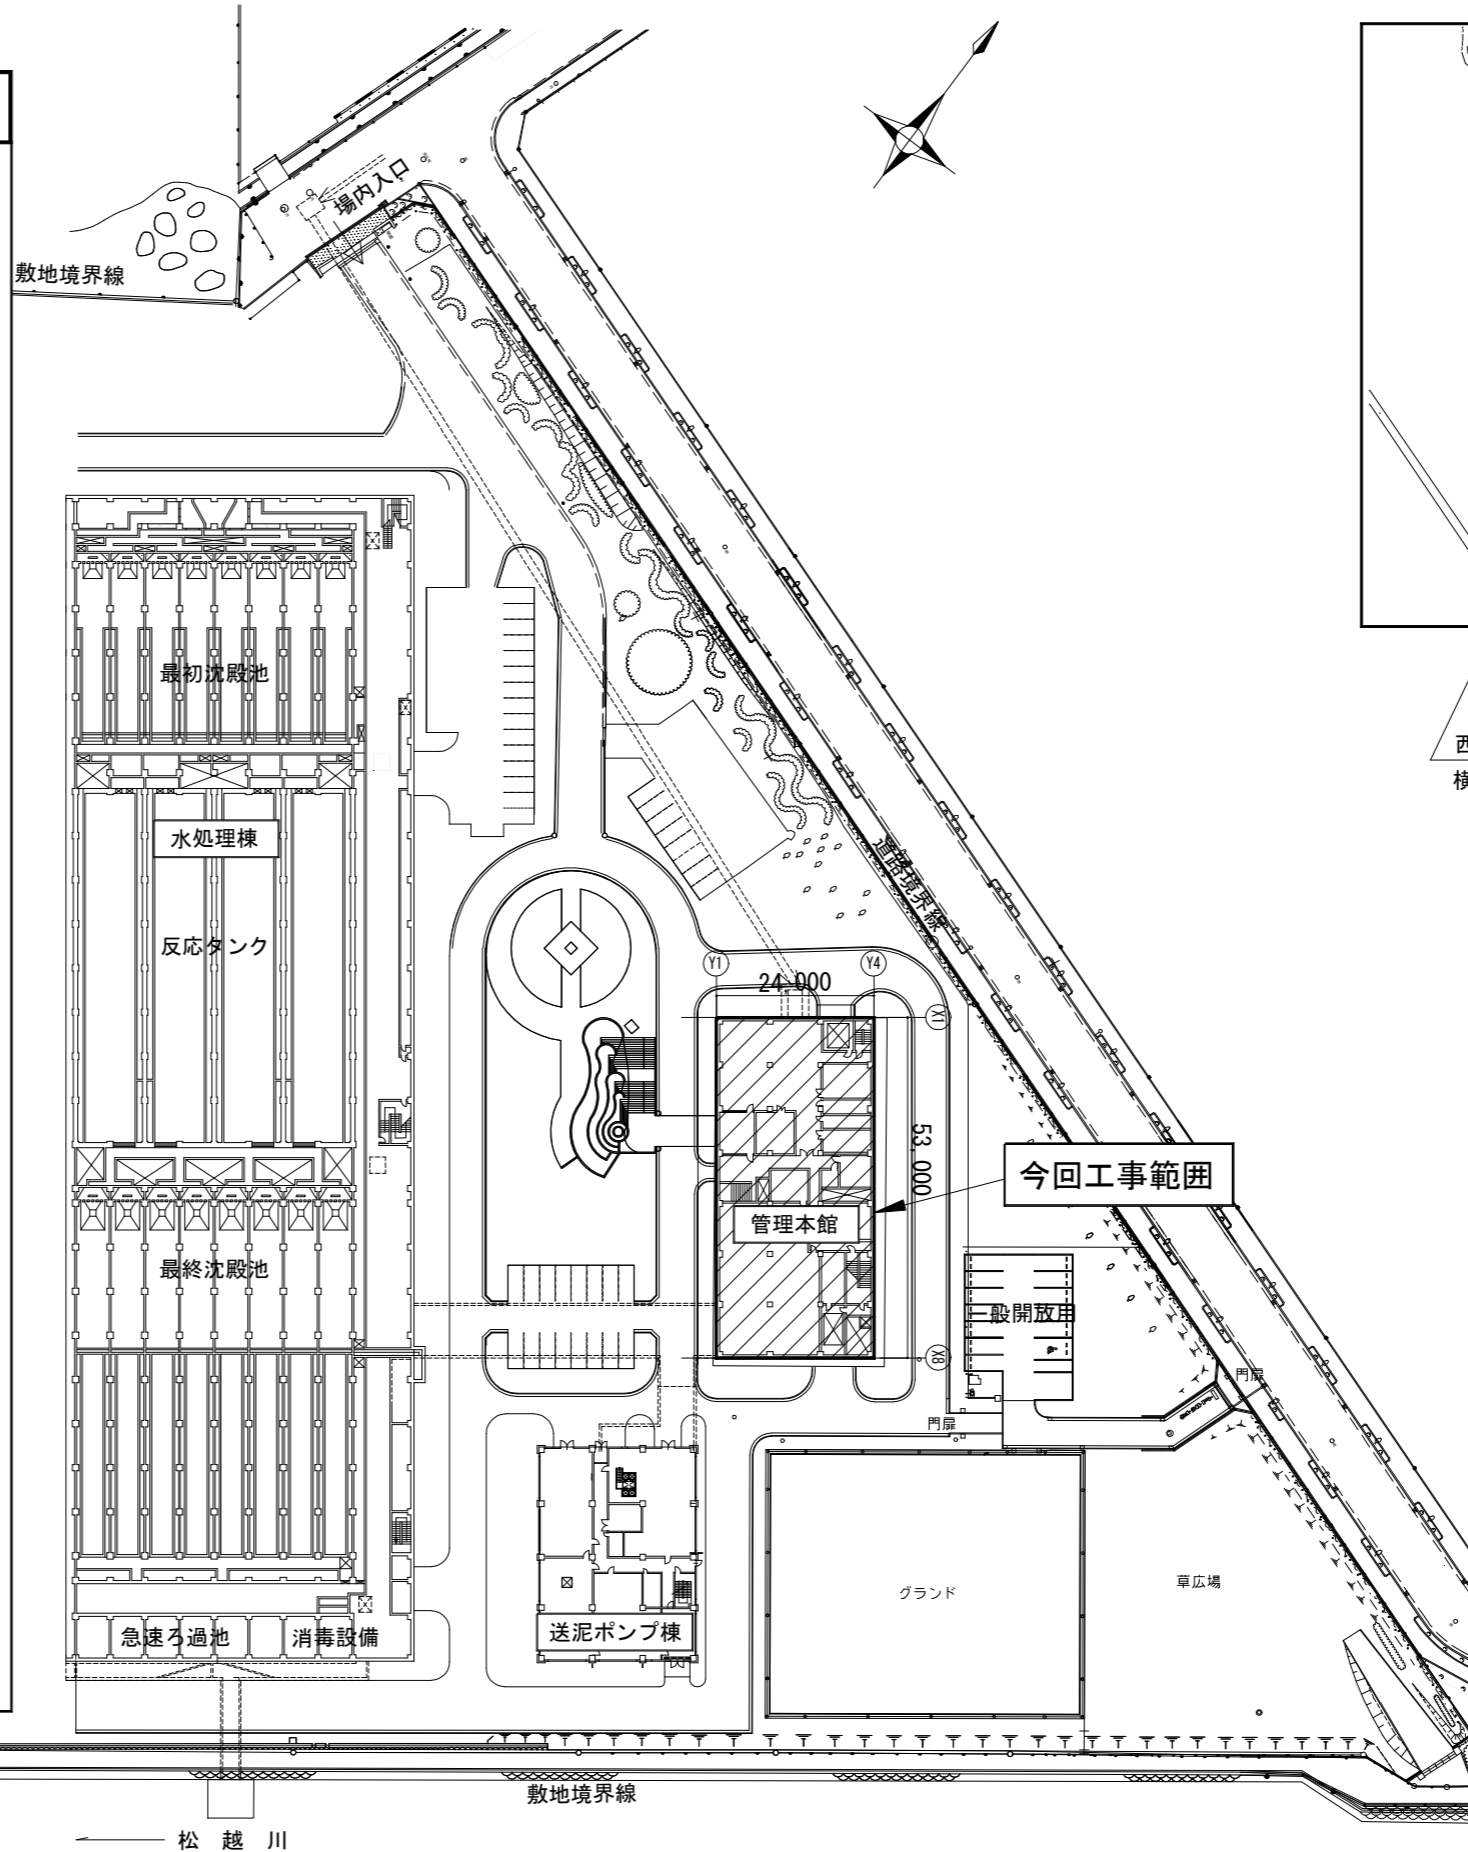 場内入口
敷地境界線
西
横
最初沈殿池
水処理棟
道路境界線
反応タンク
Y1
Y4
24,000
X1
53,000
今回工事範囲
管理本館
最終沈殿池
一般開放用
X8
門扉
門扉
グランド
草広場
急速ろ過池
消毒設備
送泥ポンプ棟
敷地境界線
松越川